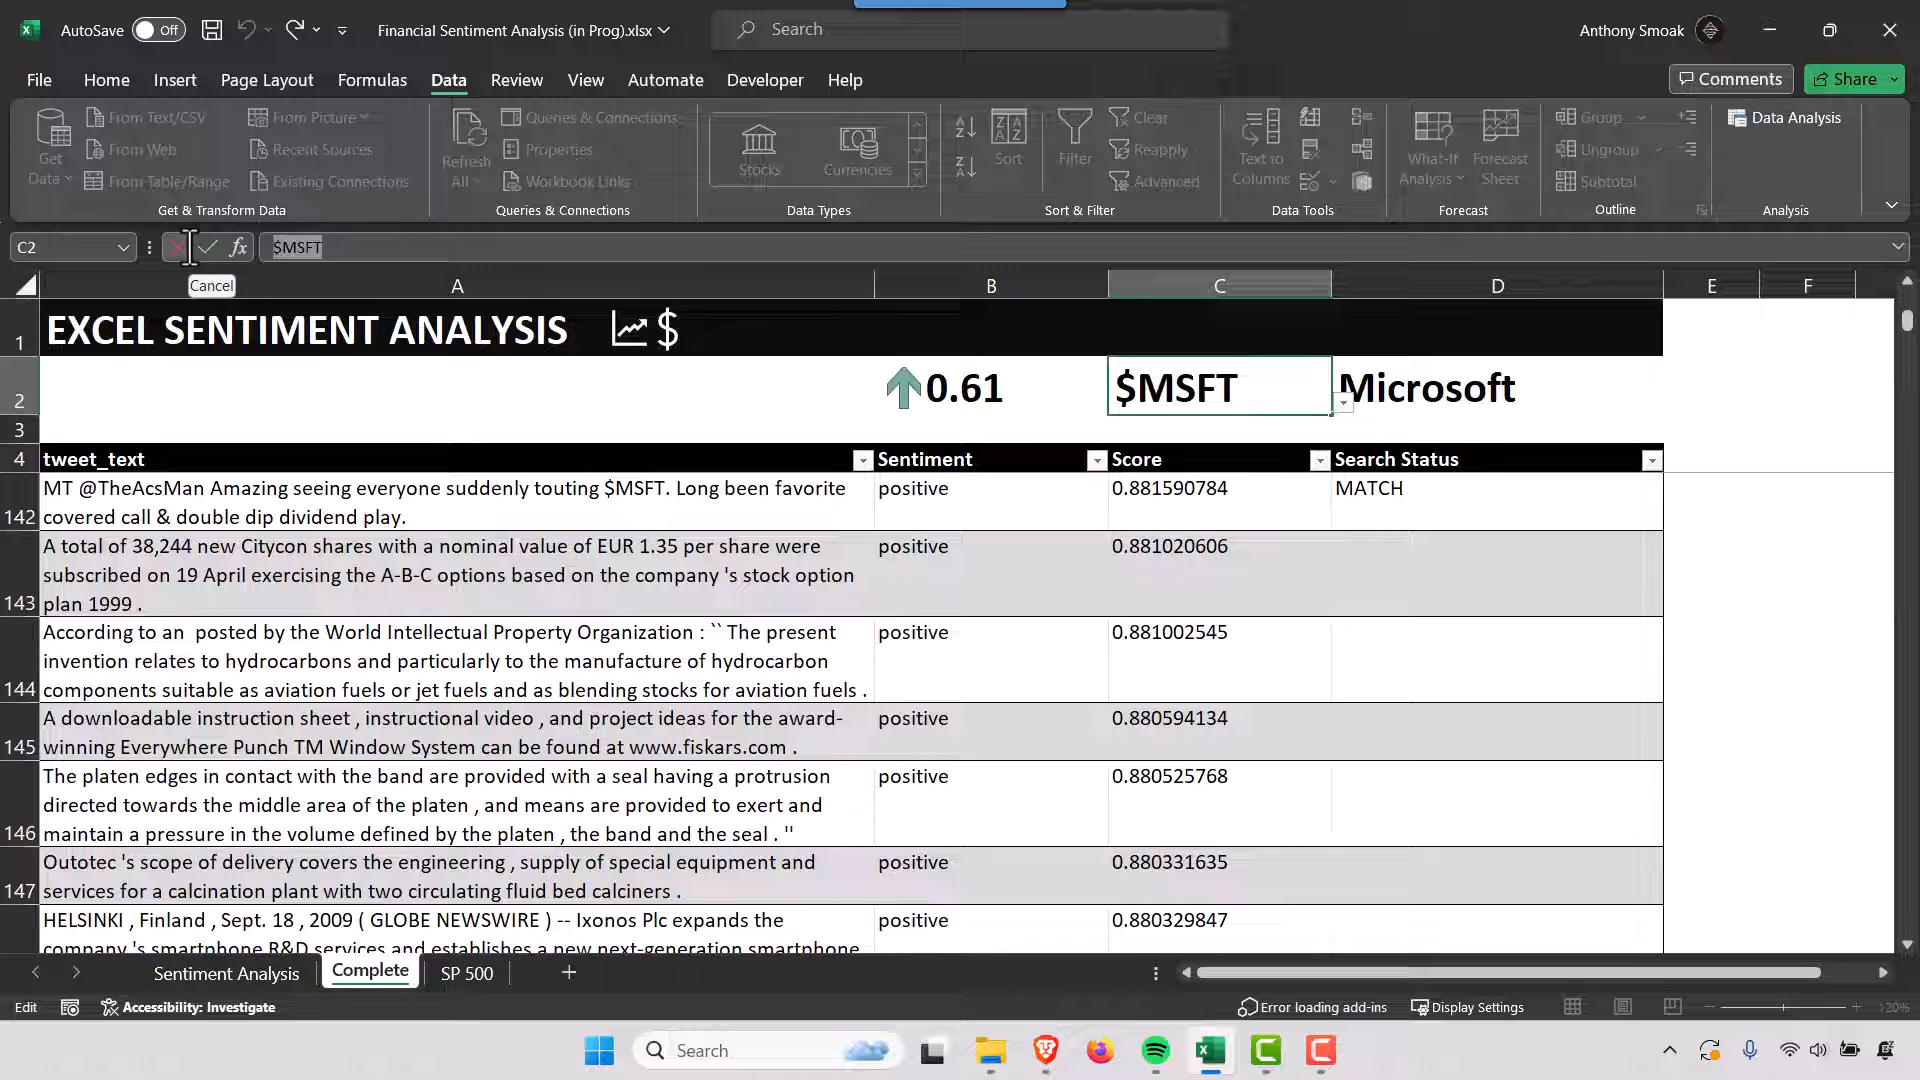 AutoSave Off Financial Sentiment Analysis (in Prog).xlsx Search Anthony Smoak
File Home Insert Page Layout Formulas Data Review View Automate Developer Help Comments Share
Get Data
From Text/CSV
From Web
From Table/Range
From Picture
Recent Sources
Existing Connections
Get & Transform Data
Refresh All
Queries & Connections
Properties
Workbook Links
Queries & Connections
Stocks
Currencies
Data Types
Sort
Filter
Clear
Reapply
Advanced
Sort & Filter
Text to Columns
Data Tools
What-If Analysis
Forecast Sheet
Forecast
Group
Ungroup
Subtotal
Outline
Data Analysis
Analysis
C2 fx $MSFT
Cancel
A B C D E F
1 EXCEL SENTIMENT ANALYSIS $
2 0.61 $MSFT Microsoft
3
4 tweet_text Sentiment Score Search Status
MT @TheAcsMan Amazing seeing everyone suddenly touting $MSFT. Long been favorite positive 0.881590784 MATCH
142 covered call & double dip dividend play.
A total of 38,244 new Citycon shares with a nominal value of EUR 1.35 per share were positive 0.881020606
subscribed on 19 April exercising the A-B-C options based on the company 's stock option
143 plan 1999 .
According to an  posted by the World Intellectual Property Organization : `` The present positive 0.881002545
invention relates to hydrocarbons and particularly to the manufacture of hydrocarbon
144 components suitable as aviation fuels or jet fuels and as blending stocks for aviation fuels .
A downloadable instruction sheet , instructional video , and project ideas for the award- positive 0.880594134
145 winning Everywhere Punch TM Window System can be found at www.fiskars.com .
The platen edges in contact with the band are provided with a seal having a protrusion positive 0.880525768
directed towards the middle area of the platen , and means are provided to exert and
146 maintain a pressure in the volume defined by the platen , the band and the seal . ''
Outotec 's scope of delivery covers the engineering , supply of special equipment and positive 0.880331635
147 services for a calcination plant with two circulating fluid bed calciners .
HELSINKI , Finland , Sept. 18 , 2009 ( GLOBE NEWSWIRE ) -- Ixonos Plc expands the positive 0.880329847
company 's smartphone R&D services and establishes a new next-generation smartphone
Sentiment Analysis Complete SP 500
Edit Accessibility: Investigate Error loading add-ins Display Settings 120%
Search